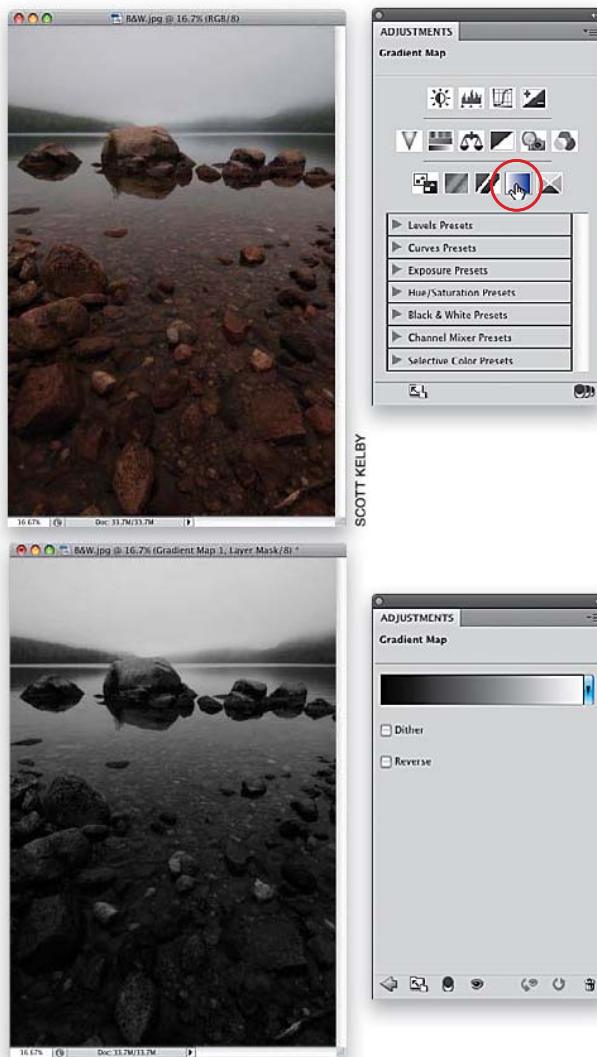 B&W.jpg @ 16.7% (RGB/8)
ADJUSTMENTS
Gradient Map
Levels Presets
Curves Presets
Exposure Presets
Hue/Saturation Presets
Black & White Presets
Channel Mixer Presets
Selective Color Presets
SCOTT KELBY
16.67% Doc: 33.7M/33.7M
B&W.jpg @ 16.7% (Gradient Map 1, Layer Mask/8) *
ADJUSTMENTS
Gradient Map
Dither
Reverse
16.67% Doc: 33.7M/33.7M